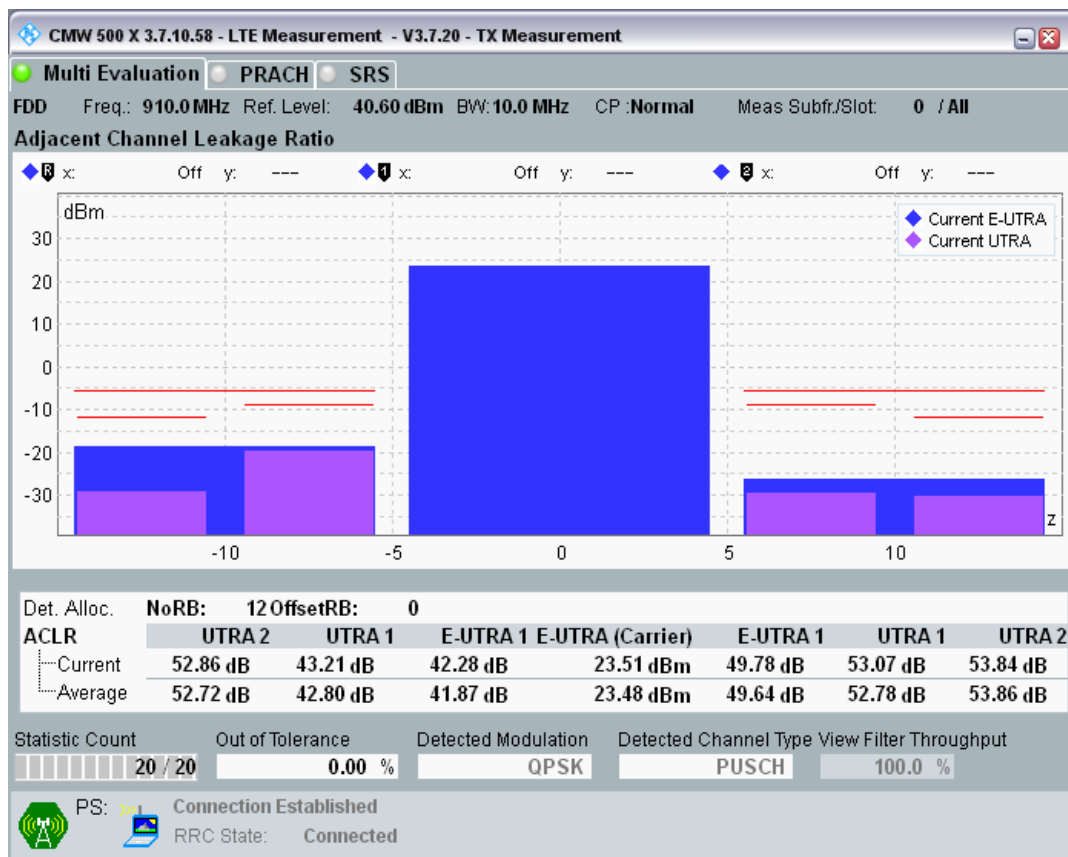 CMW 500 X 3.7.10.58 - LTE Measurement - V3.7.20 - TX Measurement
Multi Evaluation PRACH SRS
FDD Freq.: 910.0 MHz Ref. Level: 40.60 dBm BW: 10.0 MHz CP :Normal Meas Subfr./Slot: 0 / All
Adjacent Channel Leakage Ratio
R x: Off y: --- 1 x: Off y: --- 2 x: Off y: ---
dBm
Current E-UTRA
Current UTRA
30
20
10
0
-10
-20
-30
z
-10 -5 0 5 10
Det. Alloc. NoRB: 12 OffsetRB: 0
ACLR UTRA 2 UTRA 1 E-UTRA 1 E-UTRA (Carrier) E-UTRA 1 UTRA 1 UTRA 2
Current 52.86 dB 43.21 dB 42.28 dB 23.51 dBm 49.78 dB 53.07 dB 53.84 dB
Average 52.72 dB 42.80 dB 41.87 dB 23.48 dBm 49.64 dB 52.78 dB 53.86 dB
Statistic Count Out of Tolerance Detected Modulation Detected Channel Type View Filter Throughput
20 / 20 0.00 % QPSK PUSCH 100.0 %
PS: Connection Established
RRC State: Connected